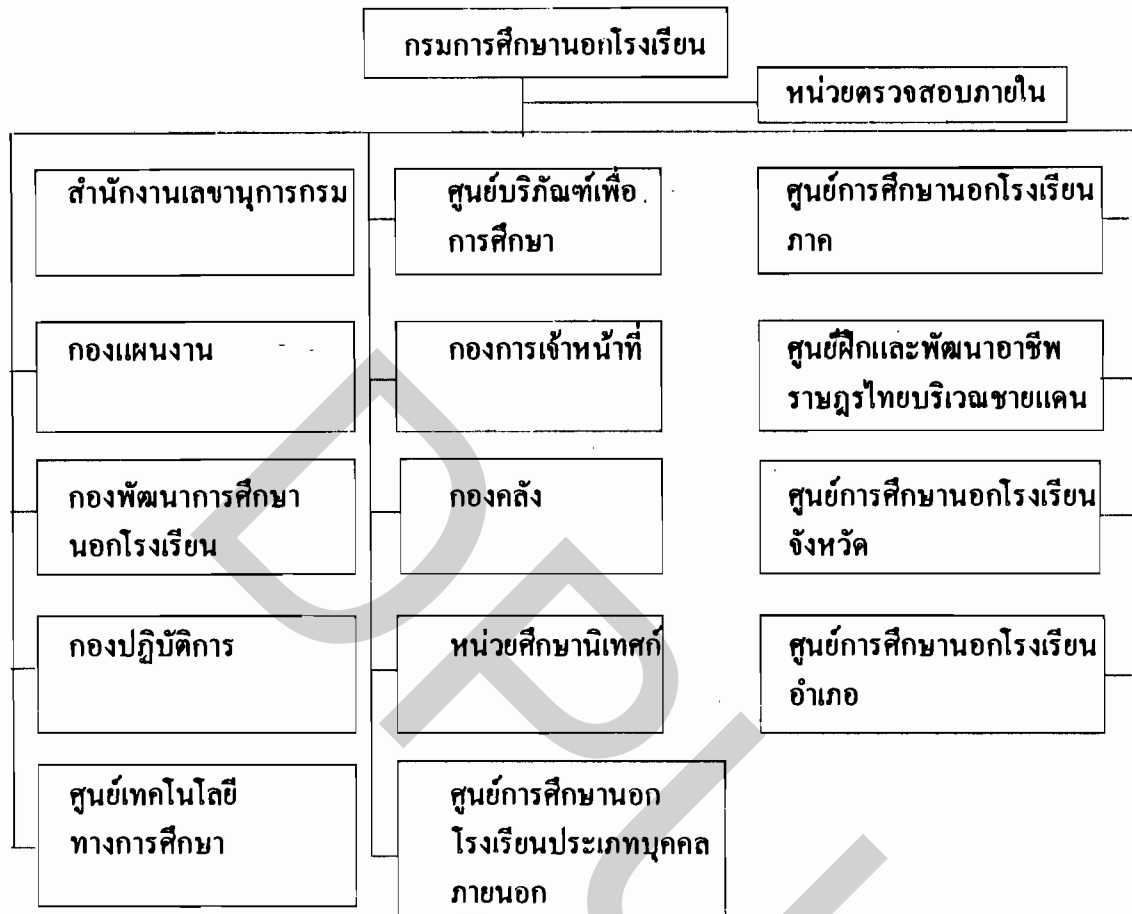 กรมการศึกษานอกโรงเรียน
หน่วยตรวจสอบภายใน
สำนักงานเลขานุการกรม
ศูนย์บริภัณฑ์เพื่อ
การศึกษา
ศูนย์การศึกษานอกโรงเรียน
ภาค
กองแผนงาน
กองการเจ้าหน้าที่
ศูนย์ฝึกและพัฒนาอาชีพ
ราษฎรไทยบริเวณชายแดน
กองพัฒนาการศึกษา
นอกโรงเรียน
กองคลัง
ศูนย์การศึกษานอกโรงเรียน
จังหวัด
กองปฏิบัติการ
หน่วยศึกษานิเทศก์
ศูนย์การศึกษานอกโรงเรียน
อำเภอ
ศูนย์เทคโนโลยี
ทางการศึกษา
ศูนย์การศึกษานอก
โรงเรียนประเภทบุคคล
ภายนอก
DPU